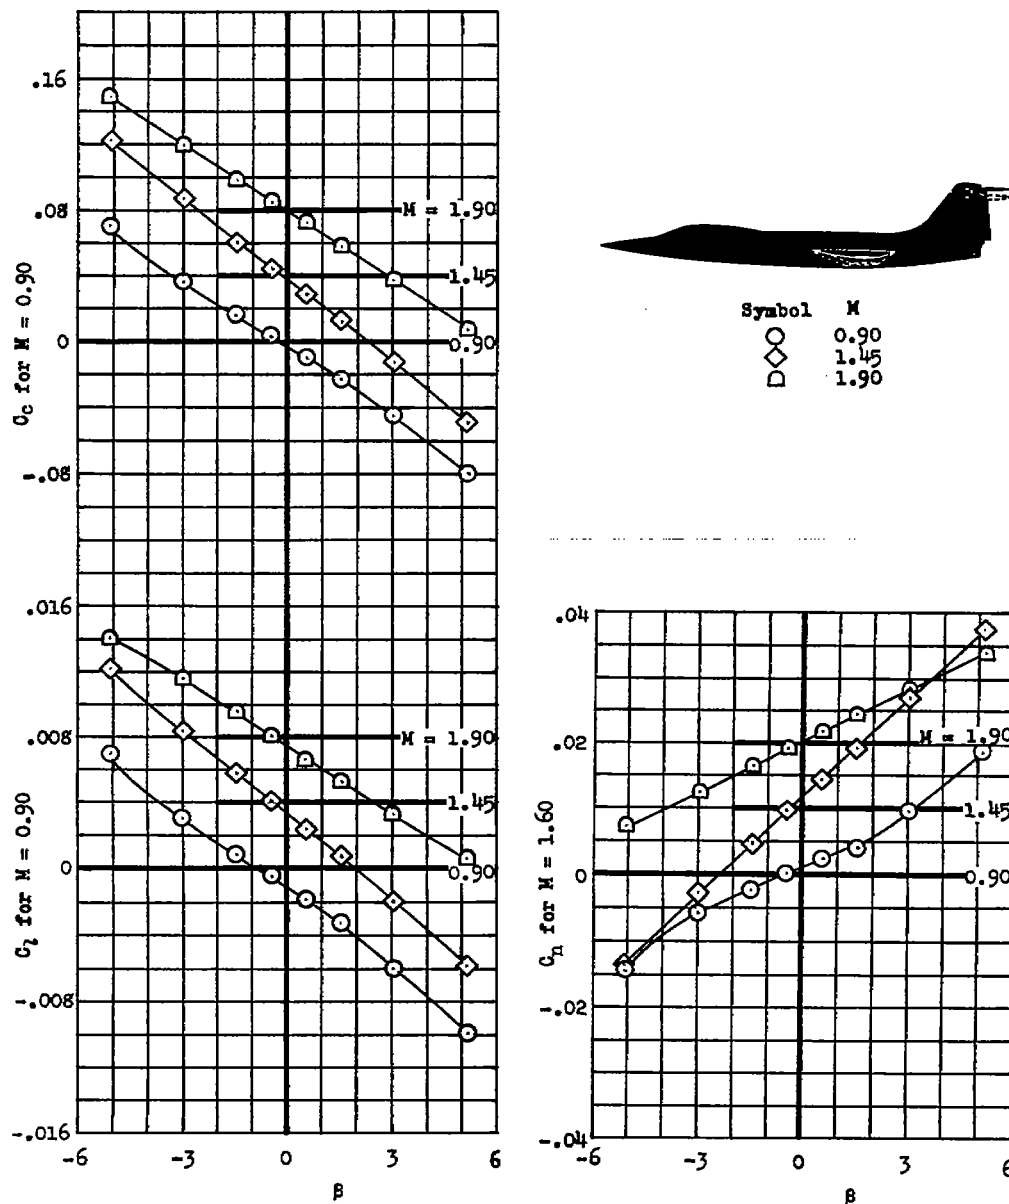 .16
.08
0
-.08
C_c for M = 0.90
M = 1.90
1.45
0.90
Symbol M
0.90
1.45
1.90
.016
.008
0
-.008
-.016
C_l for M = 0.90
M = 1.90
1.45
0.90
-6 -3 0 3 6
β
.04
.02
0
-.02
-.04
C_n for M = 1.60
M = 1.90
1.45
0.90
-6 -3 0 3 6
β